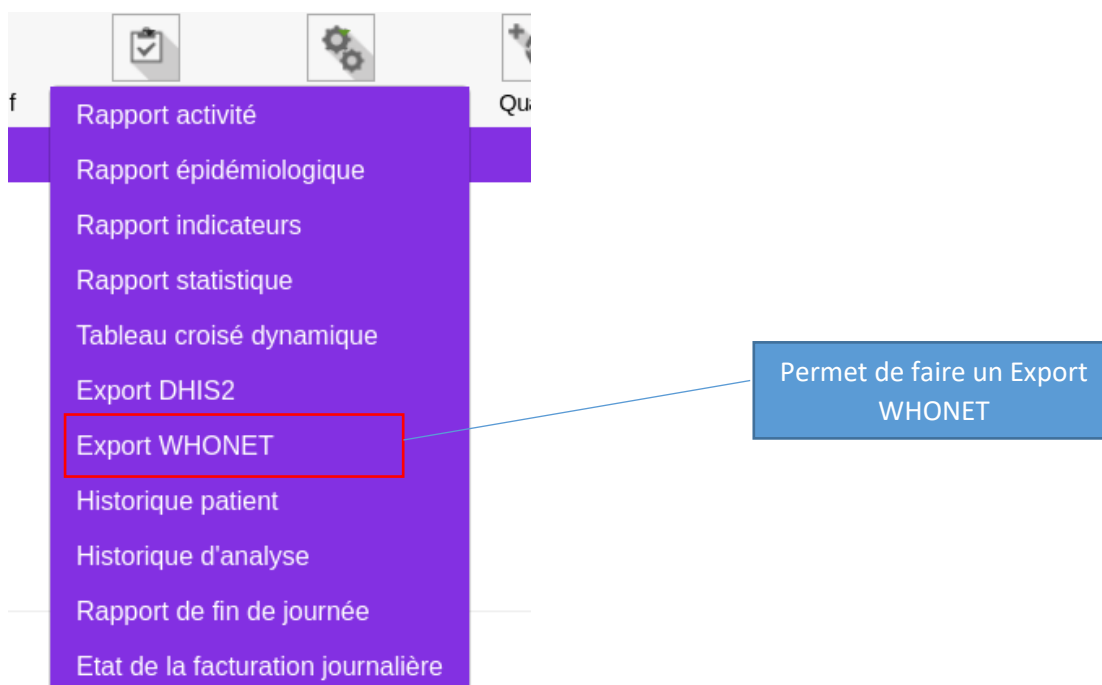 f
Rapport activité
Rapport épidémiologique
Rapport indicateurs
Rapport statistique
Tableau croisé dynamique
Export DHIS2
Export WHONET
Historique patient
Historique d'analyse
Rapport de fin de journée
Etat de la facturation journalière
Permet de faire un Export
WHONET